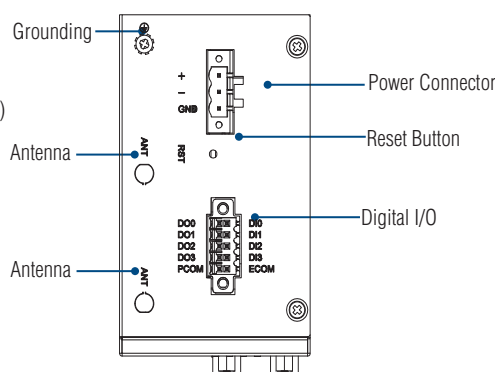 Grounding
+
−
GND
Power Connector
)
Reset Button
Antenna
ANT
RST
DO0
DO1
DO2
DO3
PCOM
DI0
DI1
DI2
DI3
ECOM
Digital I/O
Antenna
ANT